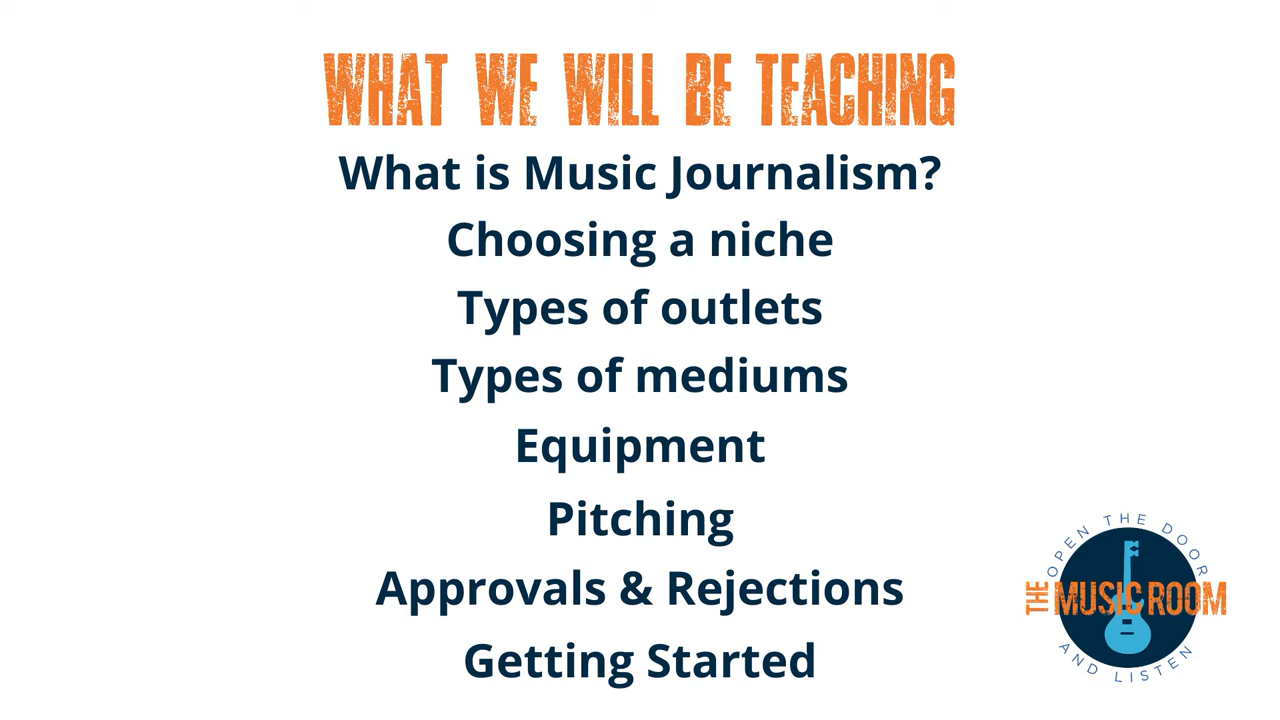 WHAT WE WILL BE TEACHING
What is Music Journalism?
Choosing a niche
Types of outlets
Types of mediums
Equipment
Pitching
Approvals & Rejections
Getting Started
OPEN THE DOOR
THE MUSIC ROOM
AND LISTEN